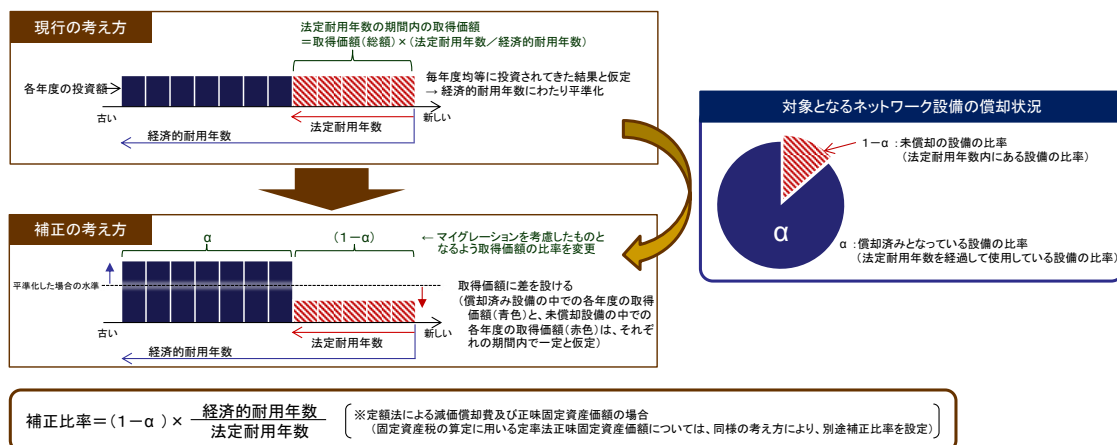 現行の考え方
法定耐用年数の期間内の取得価額
＝取得価額(総額)×(法定耐用年数／経済的耐用年数)
各年度の投資額
毎年度均等に投資されてきた結果と仮定
→ 経済的耐用年数にわたり平準化
古い
法定耐用年数
新しい
経済的耐用年数
対象となるネットワーク設備の償却状況
1－α ：未償却の設備の比率
(法定耐用年数内にある設備の比率)
α
α ：償却済みとなっている設備の比率
(法定耐用年数を経過して使用している設備の比率)
補正の考え方
α
(1－α)
← マイグレーションを考慮したものと
なるよう取得価額の比率を変更
平準化した場合の水準
取得価額に差を設ける
(償却済み設備の中での各年度の取得
価額(青色)と、未償却設備の中での
各年度の取得価額(赤色)は、それぞ
れの期間内で一定と仮定)
古い
法定耐用年数
新しい
経済的耐用年数
補正比率＝(1－α )× 経済的耐用年数
法定耐用年数
※定額法による減価償却費及び正味固定資産価額の場合
(固定資産税の算定に用いる定率法正味固定資産価額については、同様の考え方により、別途補正比率を設定)